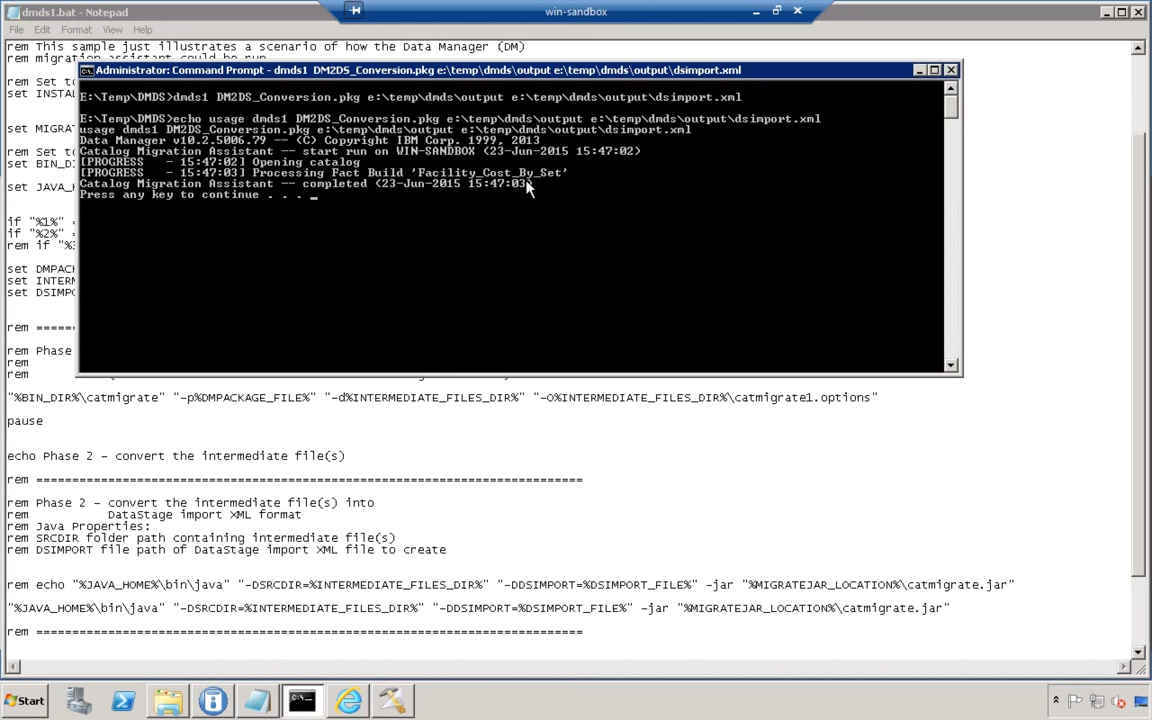 dmds1.bat - Notepad
win-sandbox
File Edit Format View Help
rem This sample just illustrates a scenario of how the Data Manager (DM)
rem migration assistant could be run
rem Set to
set INSTAL
set MIGRAT
rem Set to
set BIN_DI
set JAVA_H
if "%1%" =
if "%2%" =
rem if "%3
set DMPACK
set INTERM
set DSIMPO
rem =====
rem Phase
rem
rem
Administrator: Command Prompt - dmds1 DM2DS_Conversion.pkg e:\temp\dmds\output e:\temp\dmds\output\dsimport.xml
E:\Temp\DMDS>dmds1 DM2DS_Conversion.pkg e:\temp\dmds\output e:\temp\dmds\output\dsimport.xml
E:\Temp\DMDS>echo usage dmds1 DM2DS_Conversion.pkg e:\temp\dmds\output e:\temp\dmds\output\dsimport.xml
usage dmds1 DM2DS_Conversion.pkg e:\temp\dmds\output e:\temp\dmds\output\dsimport.xml
Data Manager v10.2.5006.79 -- (C) Copyright IBM Corp. 1999, 2013
Catalog Migration Assistant -- start run on WIN-SANDBOX (23-Jun-2015 15:47:02)
[PROGRESS - 15:47:02] Opening catalog
[PROGRESS - 15:47:03] Processing Fact Build 'Facility_Cost_By_Set'
Catalog Migration Assistant -- completed (23-Jun-2015 15:47:03)
Press any key to continue . . . _
"%BIN_DIR%\catmigrate" "-p%DMPACKAGE_FILE%" "-d%INTERMEDIATE_FILES_DIR%" "-O%INTERMEDIATE_FILES_DIR%\catmigrate1.options"
pause
echo Phase 2 - convert the intermediate file(s)
rem ============================================================================
rem Phase 2 - convert the intermediate file(s) into
rem DataStage import XML format
rem Java Properties:
rem SRCDIR folder path containing intermediate file(s)
rem DSIMPORT file path of DataStage import XML file to create
rem echo "%JAVA_HOME%\bin\java" "-DSRCDIR=%INTERMEDIATE_FILES_DIR%" "-DDSIMPORT=%DSIMPORT_FILE%" -jar "%MIGRATEJAR_LOCATION%\catmigrate.jar"
"%JAVA_HOME%\bin\java" "-DSRCDIR=%INTERMEDIATE_FILES_DIR%" "-DDSIMPORT=%DSIMPORT_FILE%" -jar "%MIGRATEJAR_LOCATION%\catmigrate.jar"
rem ============================================================================
Start